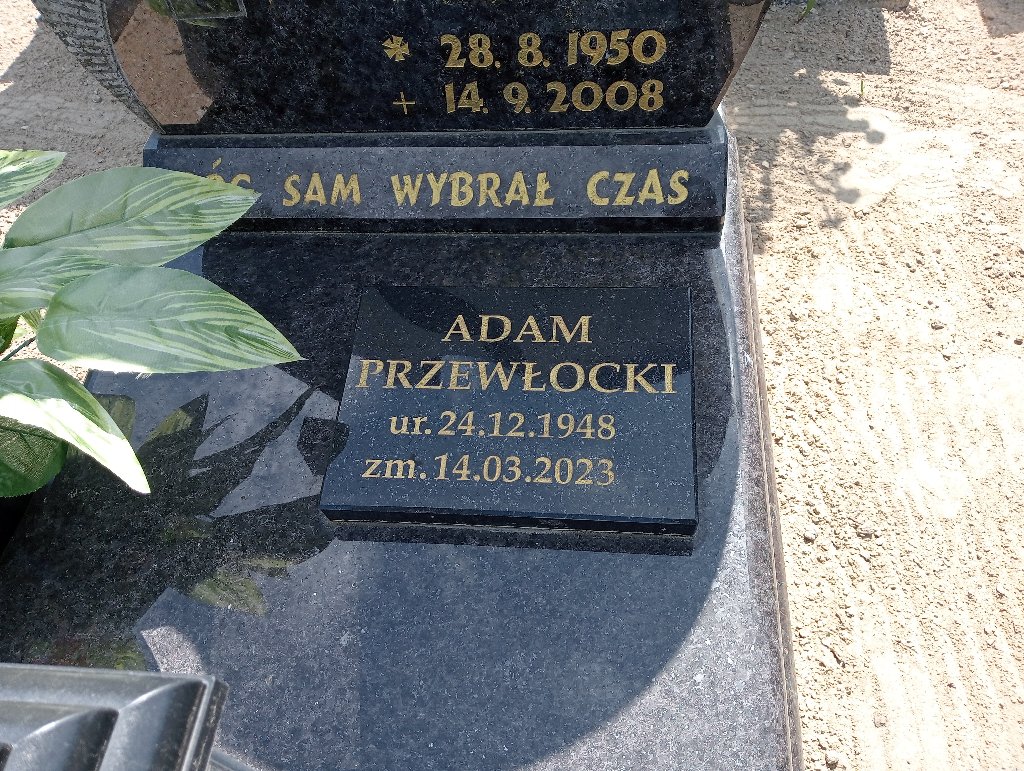 28. 8. 1950
+ 14. 9. 2008
SAM WYBRAŁ CZAS
ADAM
PRZEWŁOCKI
ur. 24.12.1948
zm. 14.03.2023